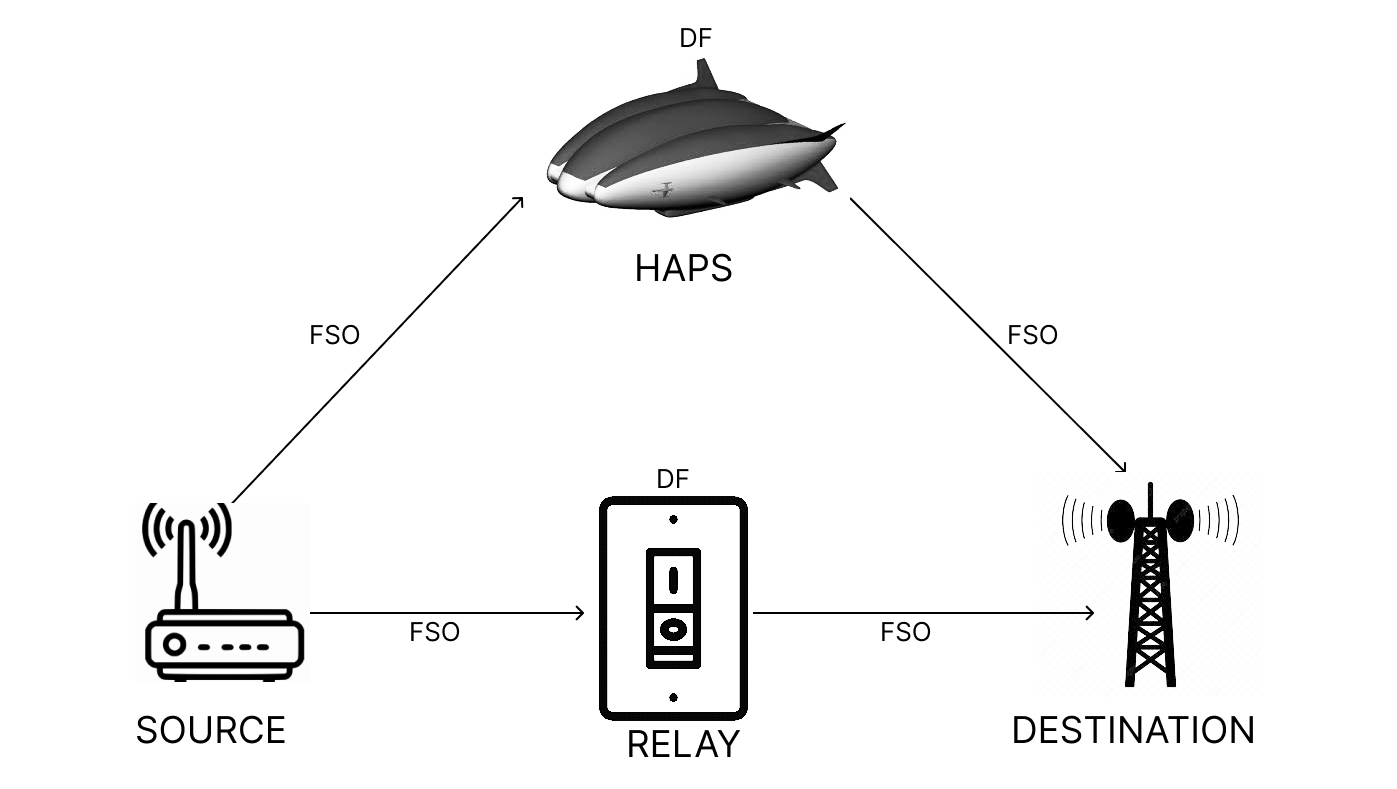 DF
HAPS
FSO
FSO
DF
FSO
FSO
SOURCE
RELAY
DESTINATION